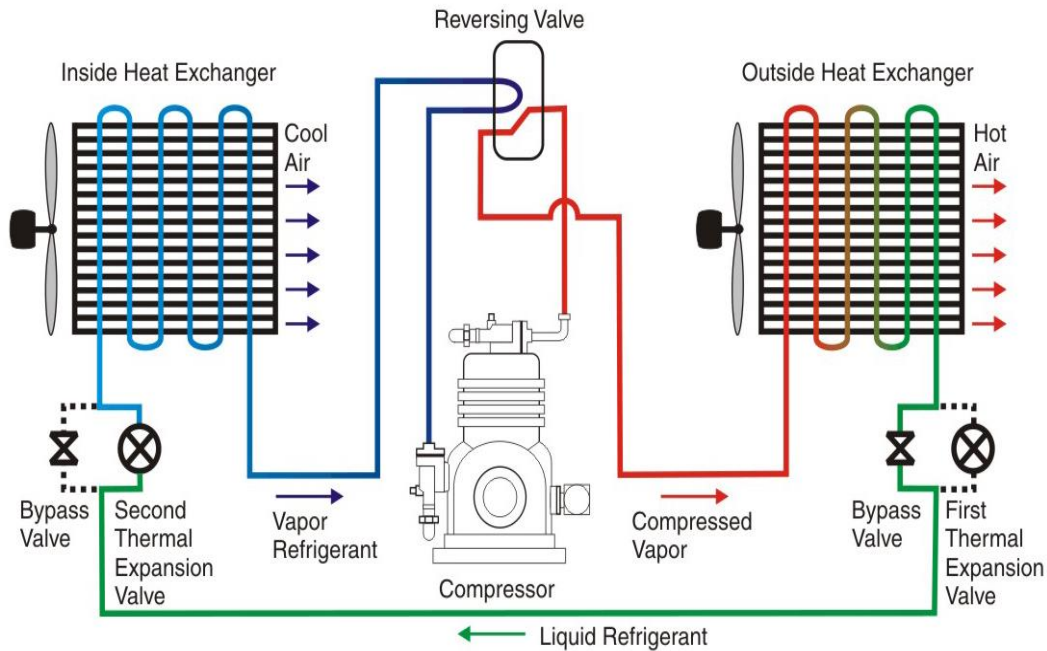 Reversing Valve
Inside Heat Exchanger
Outside Heat Exchanger
Cool
Air
Hot
Air
Bypass
Valve
Second
Thermal
Expansion
Valve
Vapor
Refrigerant
Compressor
Compressed
Vapor
Bypass
Valve
First
Thermal
Expansion
Valve
Liquid Refrigerant